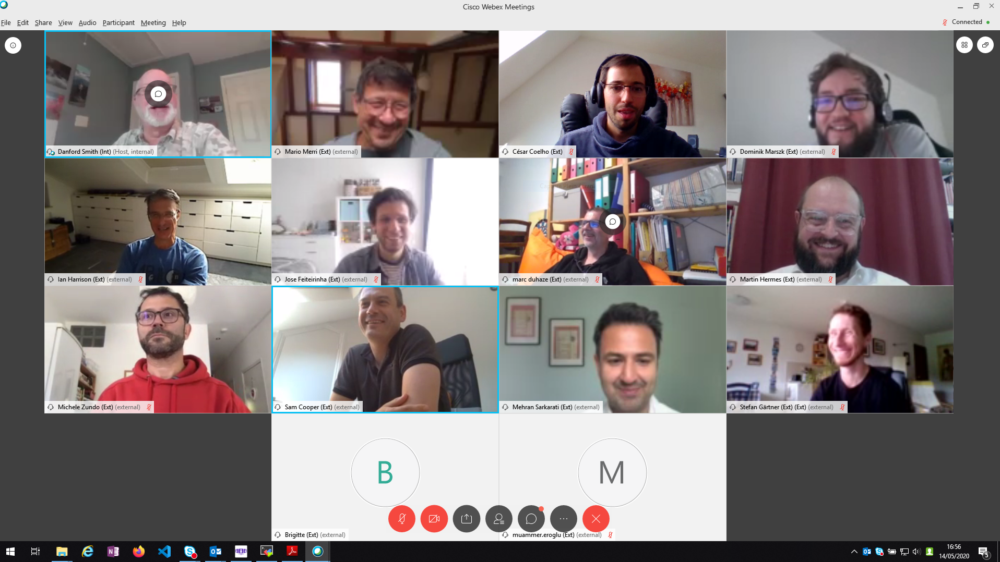 Cisco Webex Meetings
File Edit Share View Audio Participant Meeting Help
Connected
Danford Smith (Int) (Host, internal)
Mario Merri (Ext) (external)
César Coelho (Ext)
Dominik Marszk (Ext) (external)
Ian Harrison (Ext) (external)
Jose Feiteirinha (Ext) (external)
marc duhaze (Ext) (external)
Martin Hermes (Ext) (external)
Michele Zundo (Ext) (external)
Sam Cooper (Ext) (external)
Mehran Sarkarati (Ext) (external)
Stefan Gärtner (Ext) (Ext) (external)
B
M
Brigitte (Ext) (external)
muammer.eroglu (Ext) (external)
16:56
14/05/2020
5